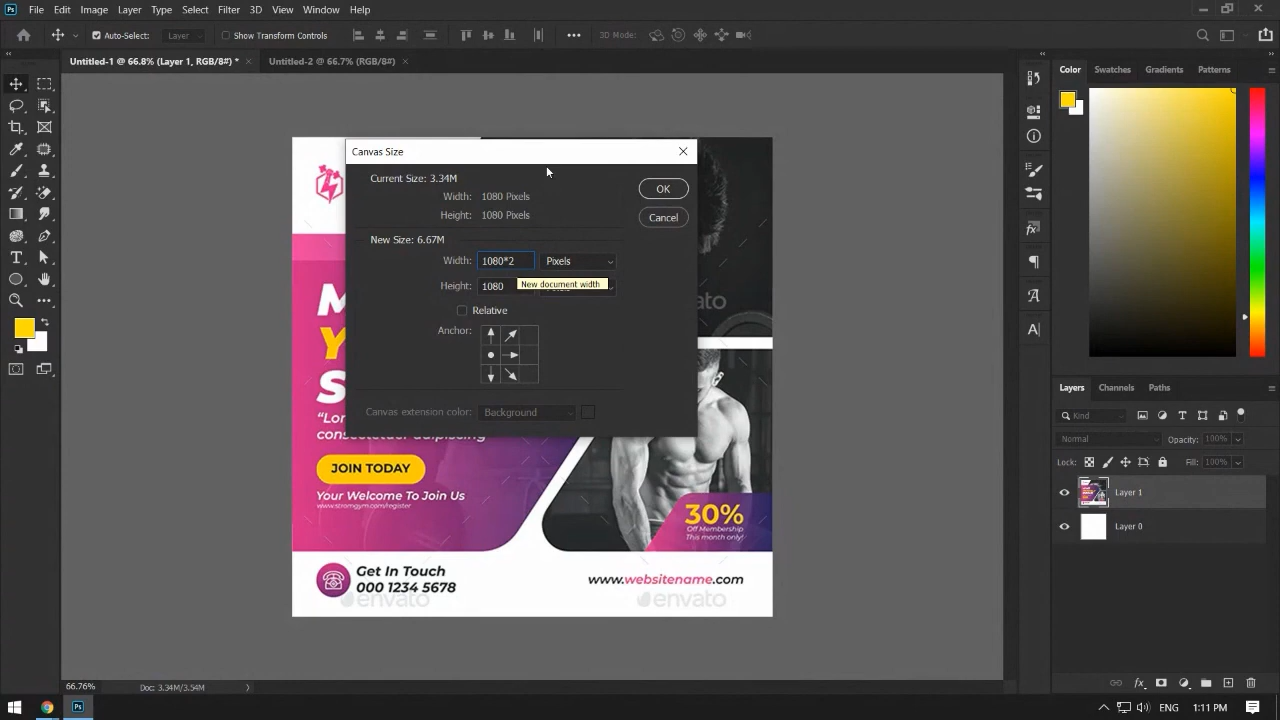 Ps File Edit Image Layer Type Select Filter 3D View Window Help
Auto-Select: Layer Show Transform Controls 3D Mode:
Untitled-1 @ 66.8% (Layer 1, RGB/8#) * Untitled-2 @ 66.7% (RGB/8#)
Color Swatches Gradients Patterns
Canvas Size
Current Size: 3.34M
Width: 1080 Pixels
Height: 1080 Pixels
OK
Cancel
New Size: 6.67M
Width: 1080*2 Pixels
Height: 1080
New document width
Relative
Anchor:
Canvas extension color: Background
M
Y
S
"Lor
consectetuer adipiscing
JOIN TODAY
Your Welcome To Join Us
www.stromgym.com/register
30%
Off Membership
This month only!
Get In Touch
000 1234 5678
www.websitename.com
envato
envato
Layers Channels Paths
Kind
Normal Opacity: 100%
Lock: Fill: 100%
Layer 1
Layer 0
66.76% Doc: 3.34M/3.54M
Ps ENG 1:11 PM